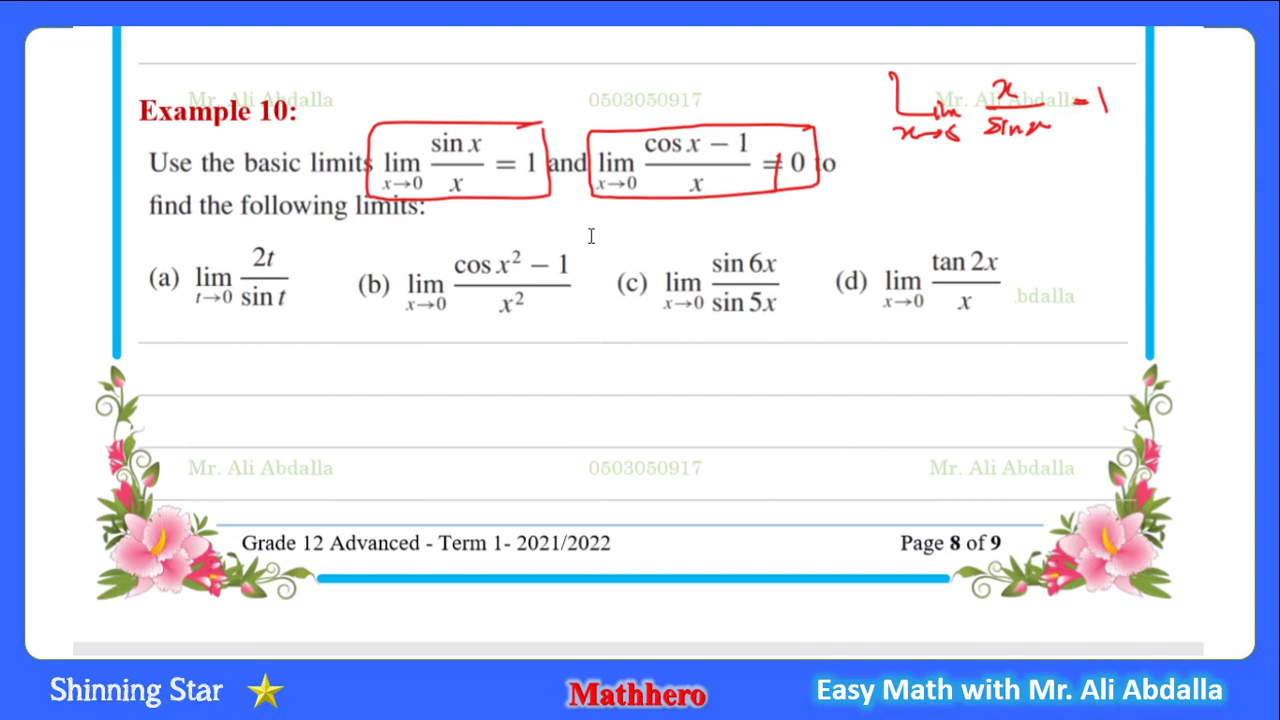 Mr. Ali Abdalla 0503050917 Mr. Ali Abdalla
Example 10:
lim x→0 x/sin x = 1
Use the basic limits lim x→0 sin x/x = 1 and lim x→0 cos x − 1/x = 0 to
find the following limits:
(a) lim t→0 2t/sin t (b) lim x→0 cos x² − 1/x² (c) lim x→0 sin 6x/sin 5x (d) lim x→0 tan 2x/x
bdalla
Mr. Ali Abdalla 0503050917 Mr. Ali Abdalla
Grade 12 Advanced - Term 1- 2021/2022 Page 8 of 9
Shinning Star Mathhero Easy Math with Mr. Ali Abdalla